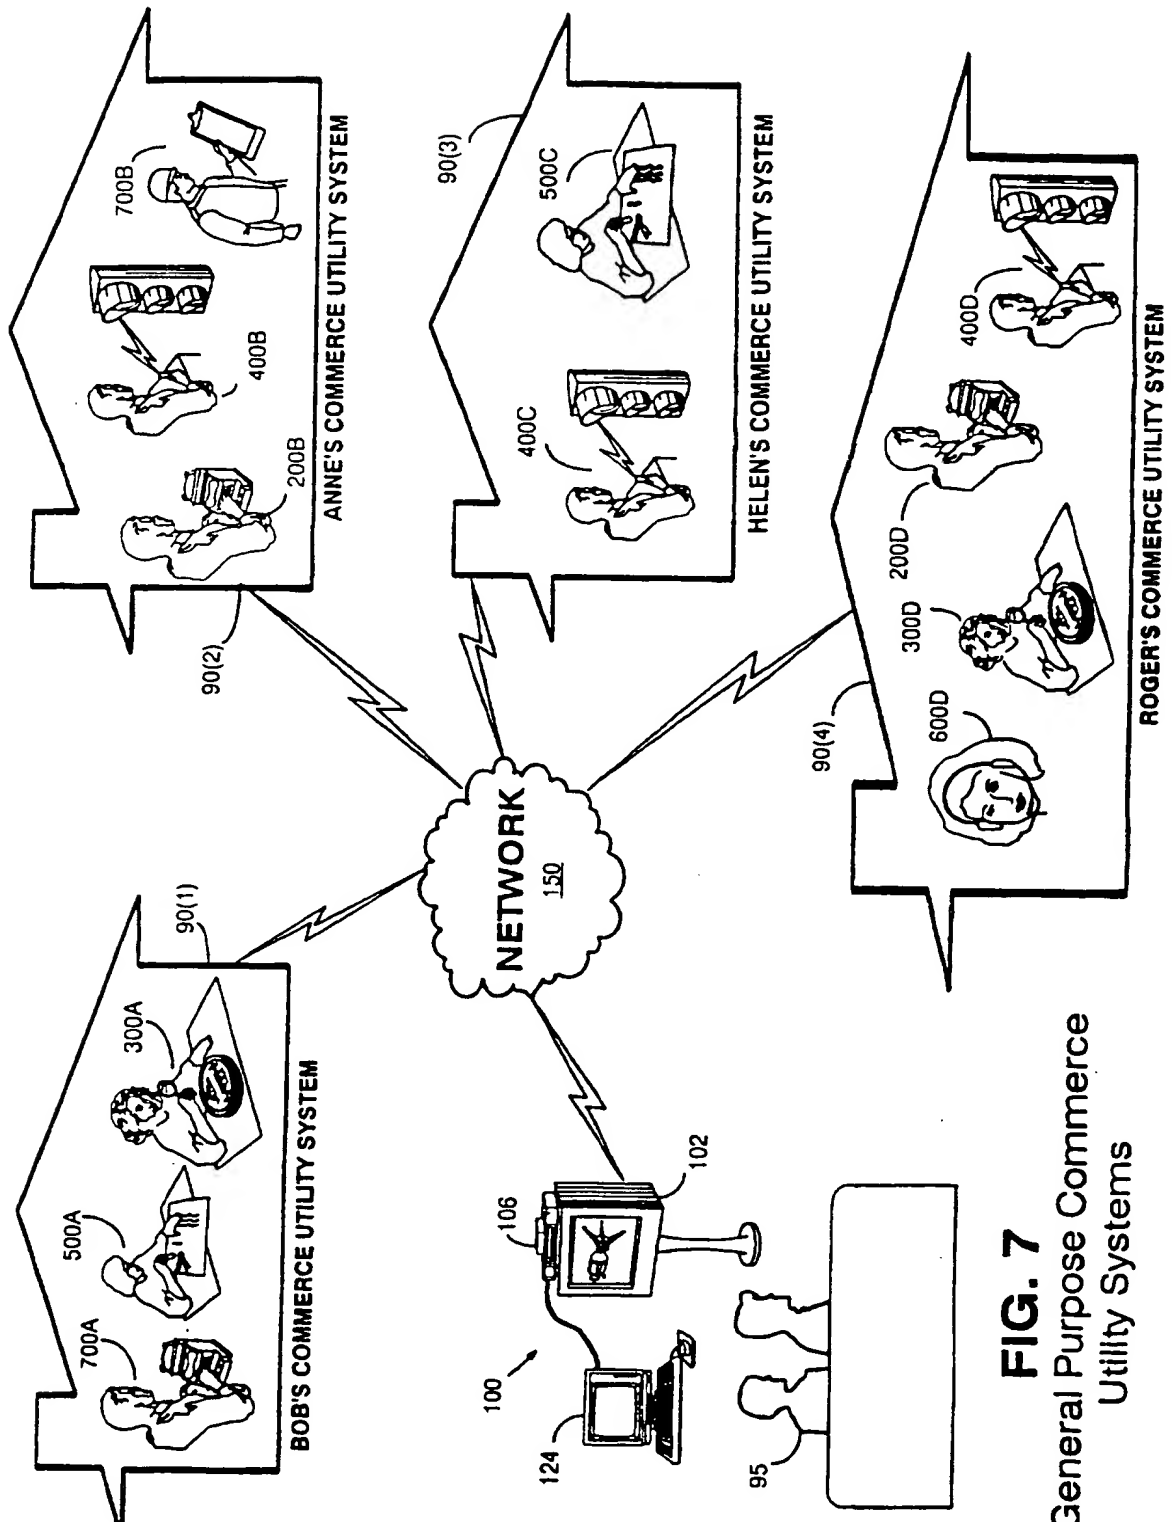 700A
500A
300A
90(1)
BOB'S COMMERCE UTILITY SYSTEM
90(2)
200B
400B
700B
ANNE'S COMMERCE UTILITY SYSTEM
90(3)
400C
500C
HELEN'S COMMERCE UTILITY SYSTEM
NETWORK
150
124
100
106
102
95
90(4)
600D
300D
200D
400D
ROGER'S COMMERCE UTILITY SYSTEM
FIG. 7
General Purpose Commerce
Utility Systems